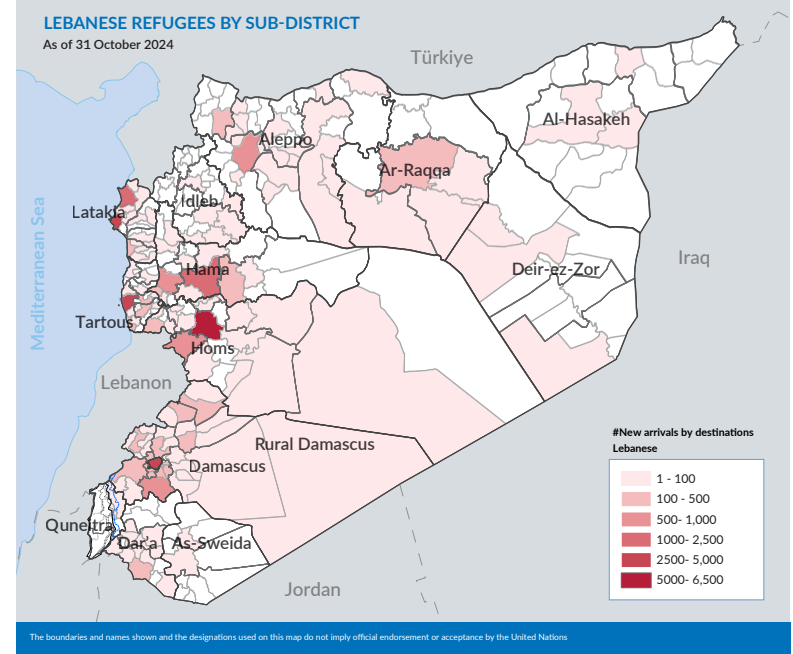 LEBANESE REFUGEES BY SUB-DISTRICT
As of 31 October 2024
Türkiye
Al-Hasakeh
Aleppo
Ar-Raqqa
Idleb
Latakia
Mediterranean Sea
Iraq
Hama
Deir-ez-Zor
Tartous
Homs
Lebanon
Rural Damascus
Damascus
Quneitra
Dar'a
As-Sweida
Jordan
#New arrivals by destinations
Lebanese
1 - 100
100 - 500
500- 1,000
1000- 2,500
2500- 5,000
5000- 6,500
The boundaries and names shown and the designations used on this map do not imply official endorsement or acceptance by the United Nations